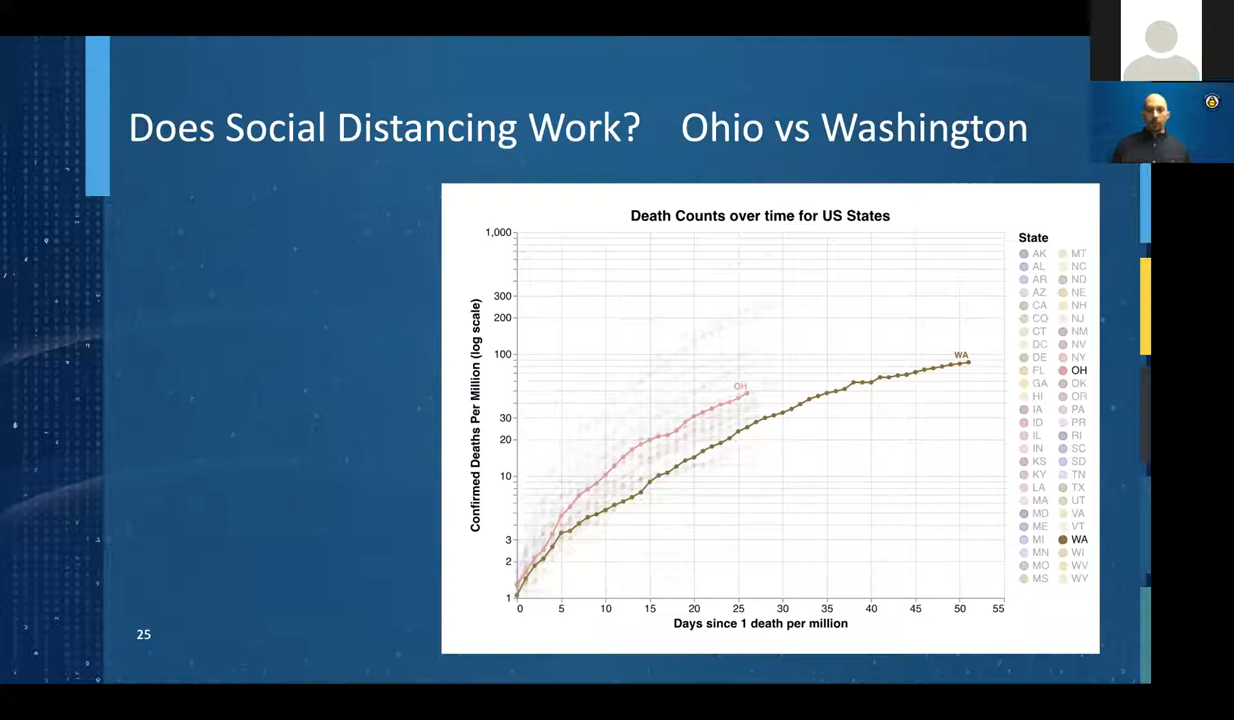 Does Social Distancing Work? Ohio vs Washington
Death Counts over time for US States
Confirmed Deaths Per Million (log scale)
1,000
300
200
100
30
20
10
3
2
1
OH
WA
0 5 10 15 20 25 30 35 40 45 50 55
Days since 1 death per million
State
AK MT
AL NC
AR ND
AZ NE
CA NH
CO NJ
CT NM
DC NV
DE NY
FL OH
GA OK
HI OR
IA PA
ID PR
IL RI
IN SC
KS SD
KY TN
LA TX
MA UT
MD VA
ME VT
MI WA
MN WI
MO WV
MS WY
25